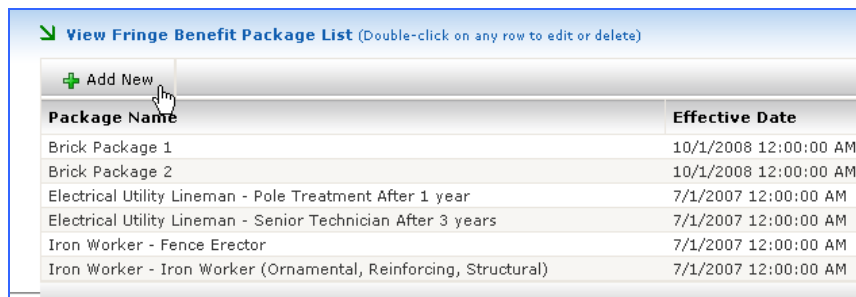 View Fringe Benefit Package List (Double-click on any row to edit or delete)
Add New
Package Name Effective Date
Brick Package 1 10/1/2008 12:00:00 AM
Brick Package 2 10/1/2008 12:00:00 AM
Electrical Utility Lineman - Pole Treatment After 1 year 7/1/2007 12:00:00 AM
Electrical Utility Lineman - Senior Technician After 3 years 7/1/2007 12:00:00 AM
Iron Worker - Fence Erector 7/1/2007 12:00:00 AM
Iron Worker - Iron Worker (Ornamental, Reinforcing, Structural) 7/1/2007 12:00:00 AM